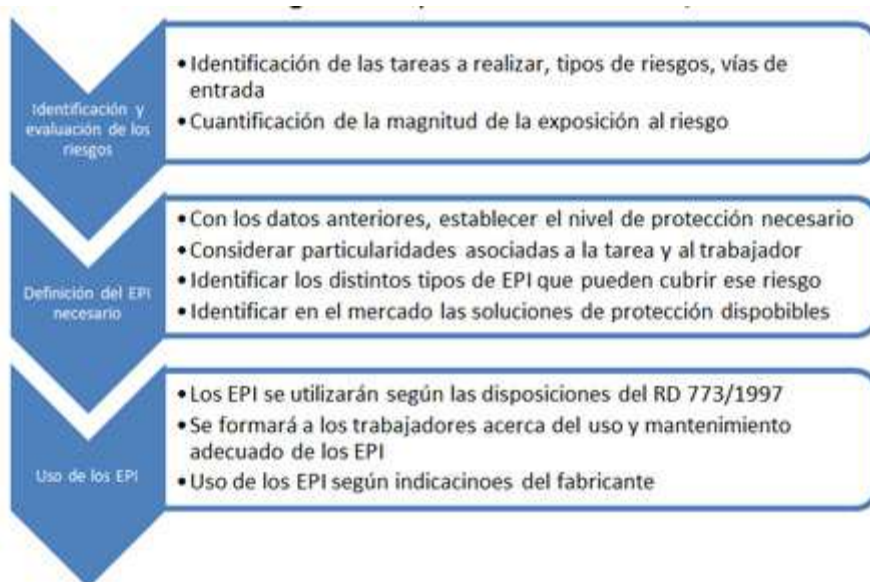 Identificación y
evaluación de los
riesgos
• Identificación de las tareas a realizar, tipos de riesgos, vías de
entrada
• Cuantificación de la magnitud de la exposición al riesgo
Definición del EPI
necesario
• Con los datos anteriores, establecer el nivel de protección necesario
• Considerar particularidades asociadas a la tarea y al trabajador
• Identificar los distintos tipos de EPI que pueden cubrir ese riesgo
• Identificar en el mercado las soluciones de protección dispobibles
Uso de los EPI
• Los EPI se utilizarán según las disposiciones del RD 773/1997
• Se formará a los trabajadores acerca del uso y mantenimiento
adecuado de los EPI
• Uso de los EPI según indicacinoes del fabricante